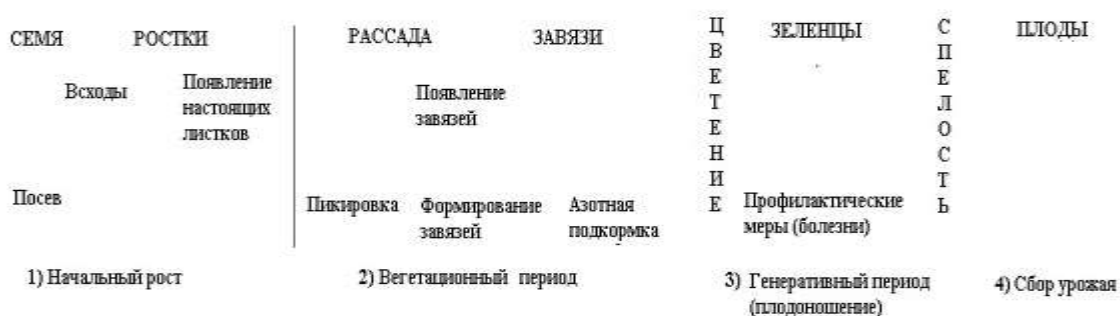 СЕМЯ РОСТКИ РАССАДА ЗАВЯЗИ ЦВЕТЕНИЕ ЗЕЛЕНЦЫ СПЕЛОСТЬ ПЛОДЫ
Всходы
Появление
настоящих
листков
Появление
завязей
Посев
Пикировка
Формирование
завязей
Азотная
подкормка
Профилактические
меры (болезни)
1) Начальный рост
2) Вегетационный период
3) Генеративный период
(плодоношение)
4) Сбор урожая